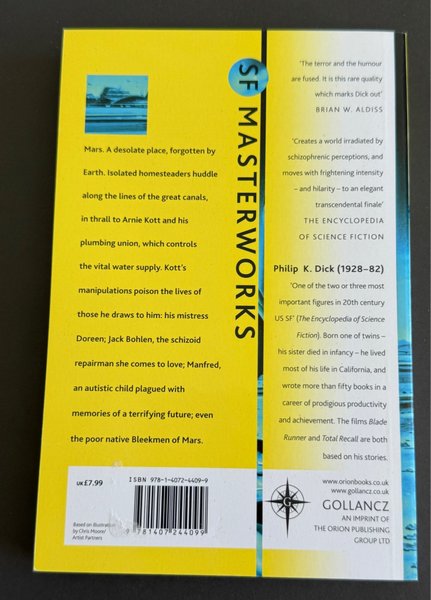 SF MASTERWORKS
Mars. A desolate place, forgotten by
Earth. Isolated homesteaders huddle
along the lines of the great canals,
in thrall to Arnie Kott and his
plumbing union, which controls
the vital water supply. Kott's
manipulations poison the lives of
those he draws to him: his mistress
Doreen; Jack Bohlen, the schizoid
repairman she comes to love; Manfred,
an autistic child plagued with
memories of a terrifying future; even
the poor native Bleekmen of Mars.
'The terror and the humour
are fused. It is this rare quality
which marks Dick out'
BRIAN W. ALDISS
'Creates a world irradiated by
schizophrenic perceptions, and
moves with frightening intensity
– and hilarity – to an elegant
transcendental finale'
THE ENCYCLOPEDIA
OF SCIENCE FICTION
Philip K. Dick (1928–82)
'One of the two or three most
important figures in 20th century
US SF' (The Encyclopedia of Science
Fiction). Born one of twins –
his sister died in infancy – he lived
most of his life in California, and
wrote more than fifty books in a
career of prodigious productivity
and achievement. The films Blade
Runner and Total Recall are both
based on his stories.
UK £7.99
ISBN 978-1-4072-4409-9
9 781407 244099
Based on illustration
by Chris Moore/
Artist Partners
www.orionbooks.co.uk
www.gollancz.co.uk
GOLLANCZ
AN IMPRINT OF
THE ORION PUBLISHING
GROUP LTD